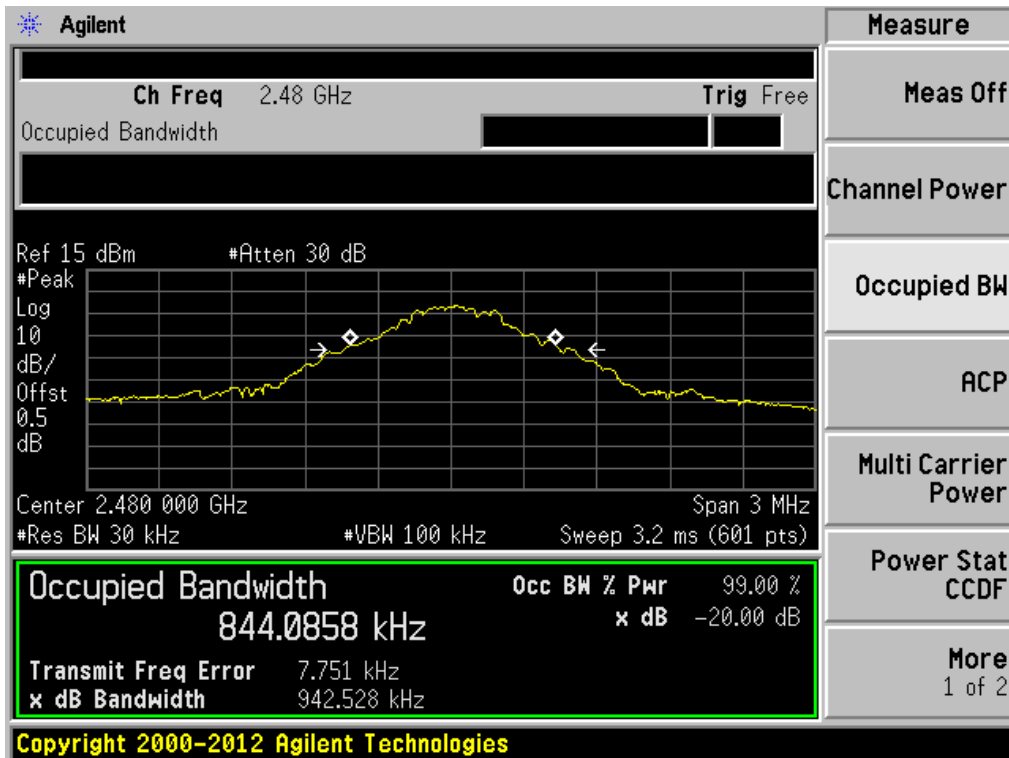 Agilent
Measure
Ch Freq 2.48 GHz Trig Free
Occupied Bandwidth
Meas Off
Channel Power
Occupied BW
ACP
Multi Carrier
Power
Power Stat
CCDF
More
1 of 2
Ref 15 dBm #Atten 30 dB
#Peak
Log
10
dB/
Offst
0.5
dB
Center 2.480 000 GHz Span 3 MHz
#Res BW 30 kHz #VBW 100 kHz Sweep 3.2 ms (601 pts)
Occupied Bandwidth Occ BW % Pwr 99.00 %
844.0858 kHz x dB -20.00 dB
Transmit Freq Error 7.751 kHz
x dB Bandwidth 942.528 kHz
Copyright 2000-2012 Agilent Technologies